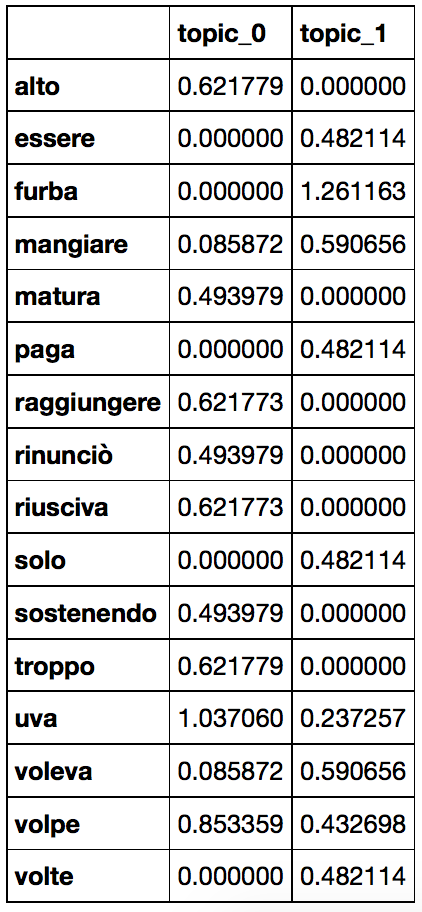 topic_0 topic_1
alto 0.621779 0.000000
essere 0.000000 0.482114
furba 0.000000 1.261163
mangiare 0.085872 0.590656
matura 0.493979 0.000000
paga 0.000000 0.482114
raggiungere 0.621773 0.000000
rinunciò 0.493979 0.000000
riusciva 0.621773 0.000000
solo 0.000000 0.482114
sostenendo 0.493979 0.000000
troppo 0.621779 0.000000
uva 1.037060 0.237257
voleva 0.085872 0.590656
volpe 0.853359 0.432698
volte 0.000000 0.482114